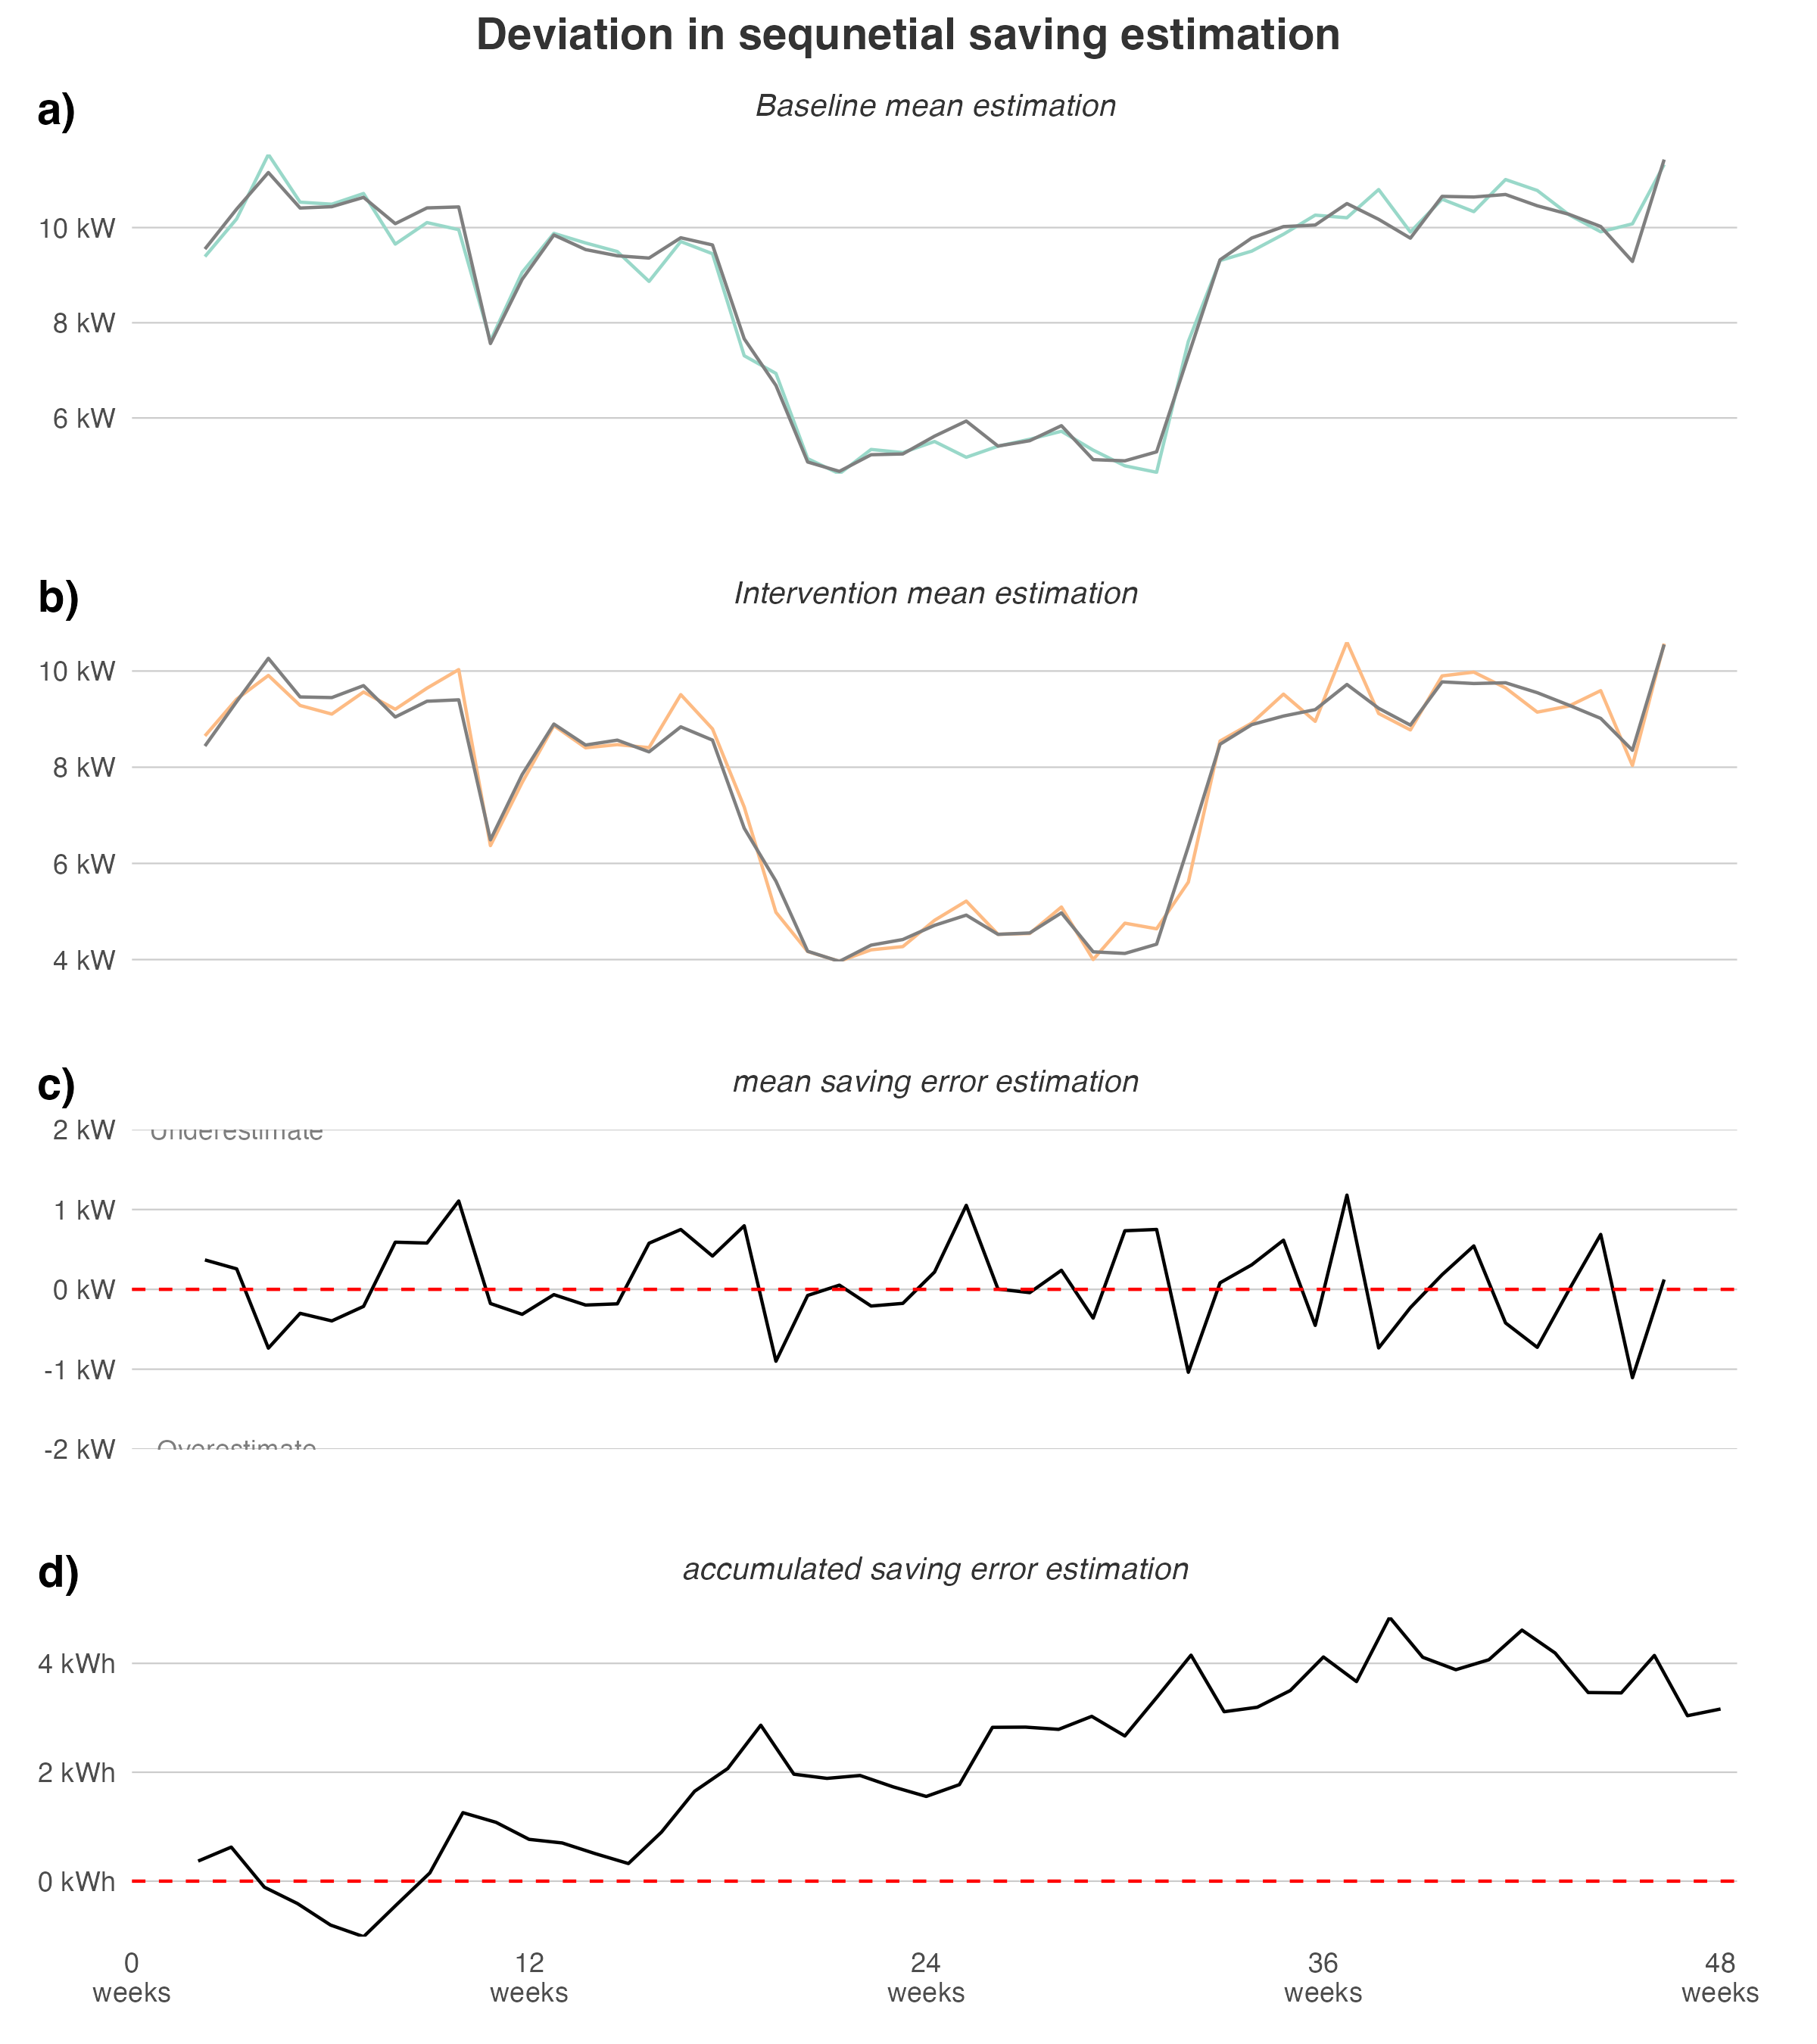 Deviation in sequnetial saving estimation
a)
Baseline mean estimation
10 kW
8 kW
6 kW
b)
Intervention mean estimation
10 kW
8 kW
6 kW
4 kW
c)
mean saving error estimation
2 kW
Underestimate
1 kW
0 kW
-1 kW
-2 kW
Overestimate
d)
accumulated saving error estimation
4 kWh
2 kWh
0 kWh
0 12 24 36 48
weeks weeks weeks weeks weeks